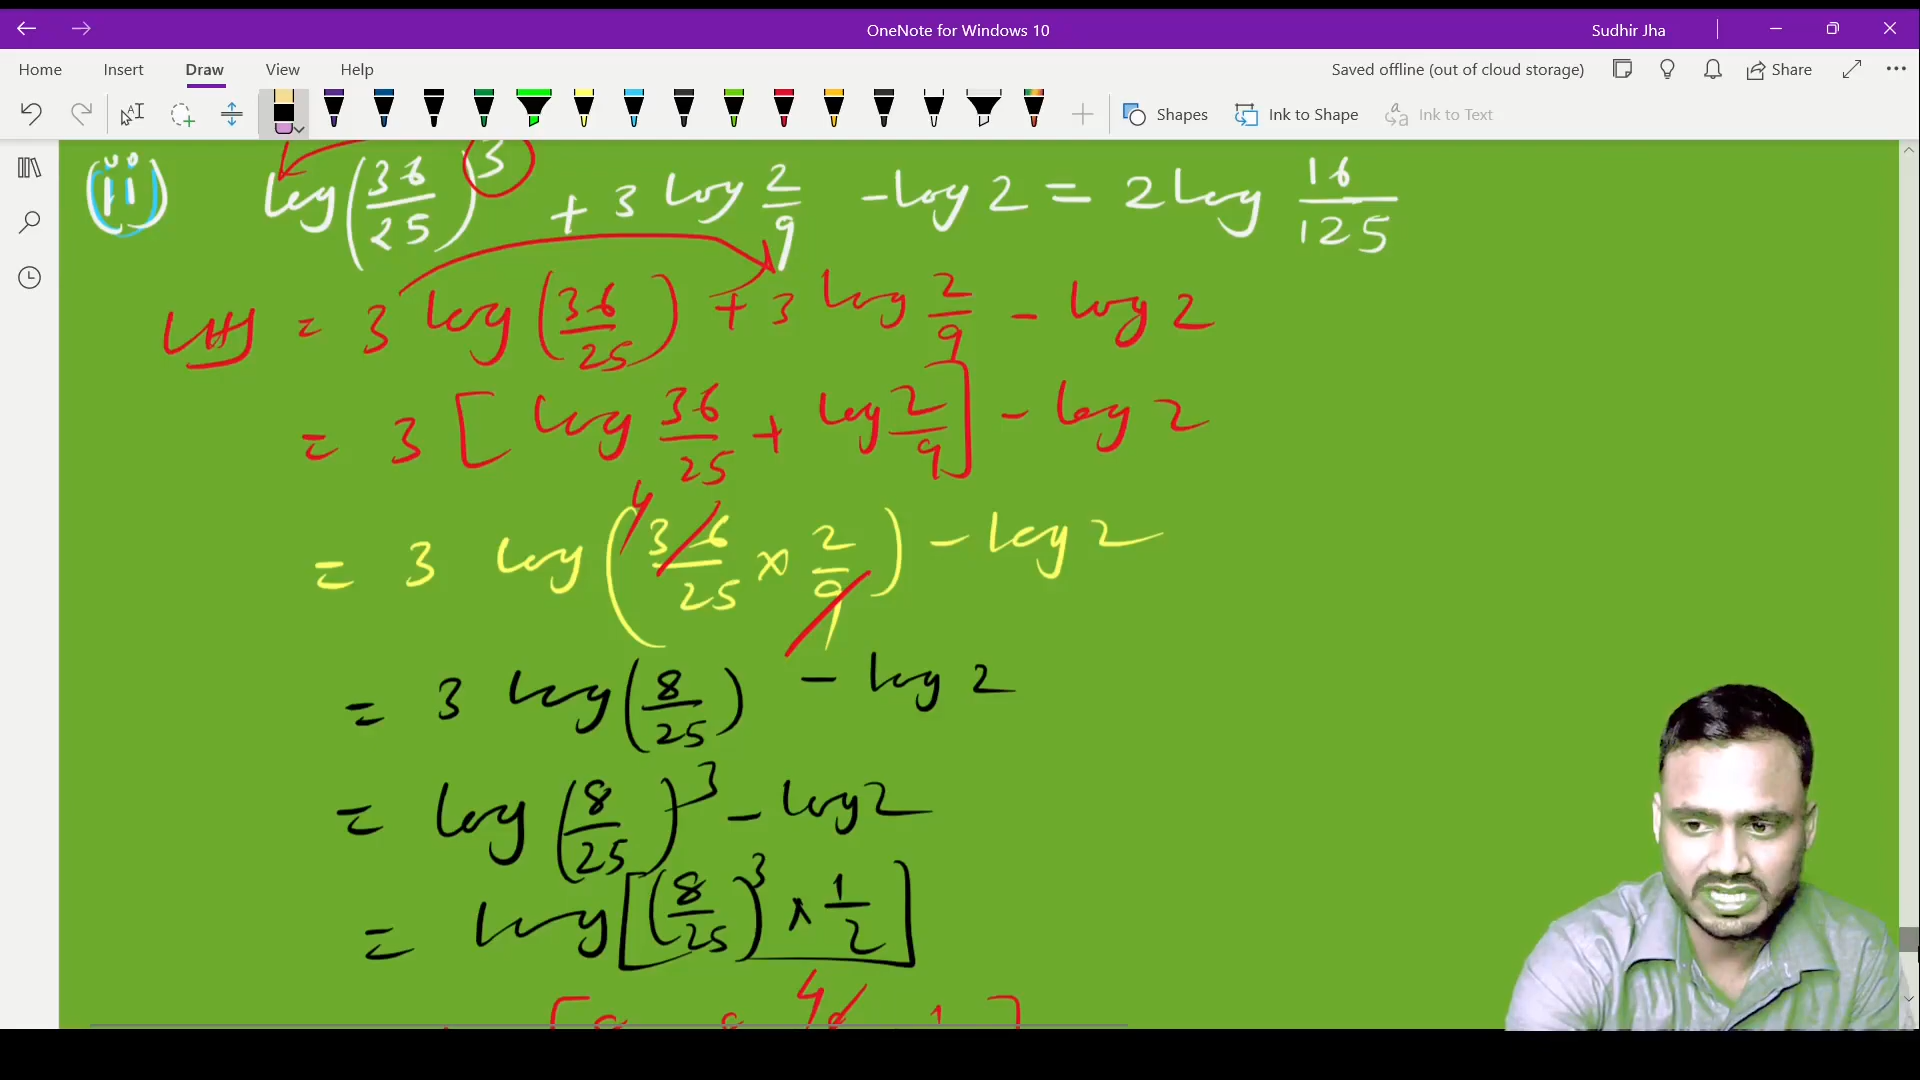 OneNote for Windows 10
Sudhir Jha
Home Insert Draw View Help
Saved offline (out of cloud storage)
Share
Shapes
Ink to Shape
Ink to Text
(ii) log(36/25)^3 + 3 log 2/9 - log 2 = 2 log 16/125
LHS = 3 log(36/25) + 3 log 2/9 - log 2
= 3 [log 36/25 + log 2/9] - log 2
4
= 3 log(36/25 × 2/9) - log 2
= 3 log(8/25) - log 2
= log(8/25)^3 - log 2
= log[(8/25)^3 × 1/2]
4